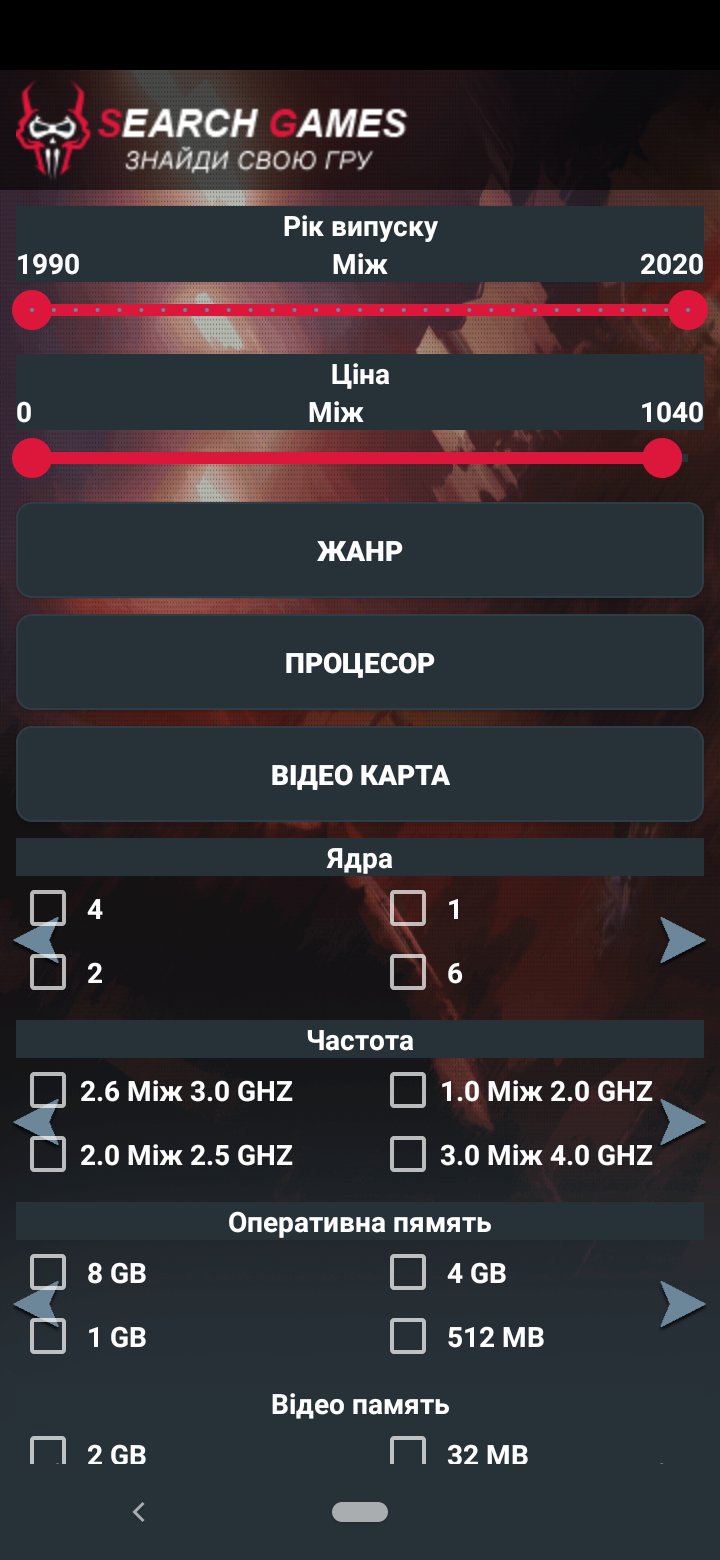 SEARCH GAMES
ЗНАЙДИ СВОЮ ГРУ
Рік випуску
1990 Між 2020
Ціна
0 Між 1040
ЖАНР
ПРОЦЕСОР
ВІДЕО КАРТА
Ядра
4 1
2 6
Частота
2.6 Між 3.0 GHZ 1.0 Між 2.0 GHZ
2.0 Між 2.5 GHZ 3.0 Між 4.0 GHZ
Оперативна пямять
8 GB 4 GB
1 GB 512 MB
Відео память
2 GB 32 MB